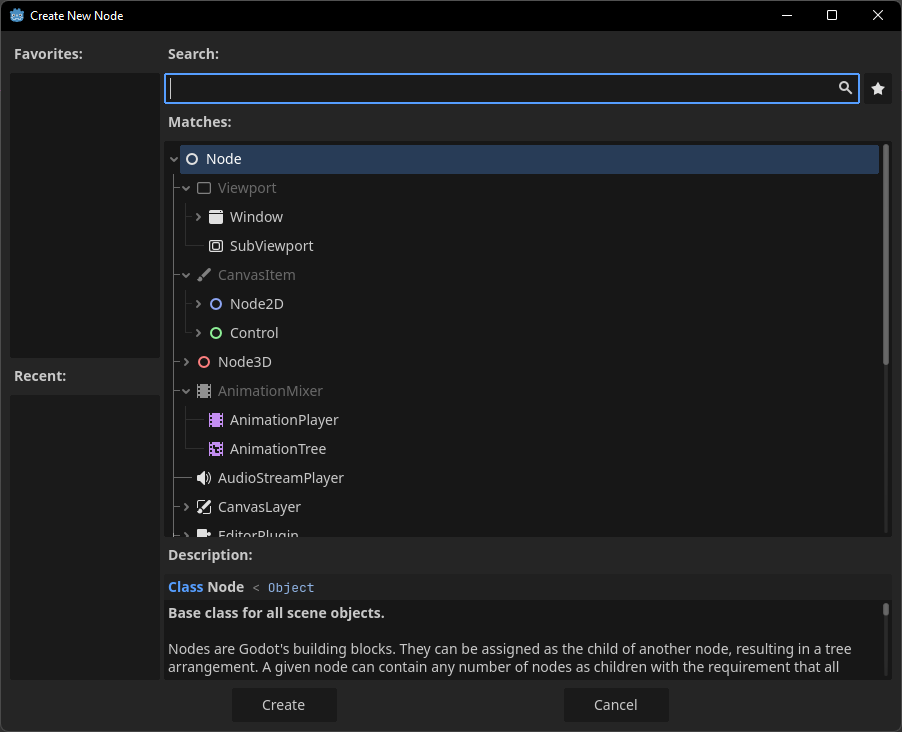 Create New Node
Favorites:
Search:
Matches:
Node
Viewport
Window
SubViewport
CanvasItem
Node2D
Control
Node3D
Recent:
AnimationMixer
AnimationPlayer
AnimationTree
AudioStreamPlayer
CanvasLayer
EditorPlugin
Description:
Class Node < Object
Base class for all scene objects.
Nodes are Godot's building blocks. They can be assigned as the child of another node, resulting in a tree
arrangement. A given node can contain any number of nodes as children with the requirement that all
Create
Cancel